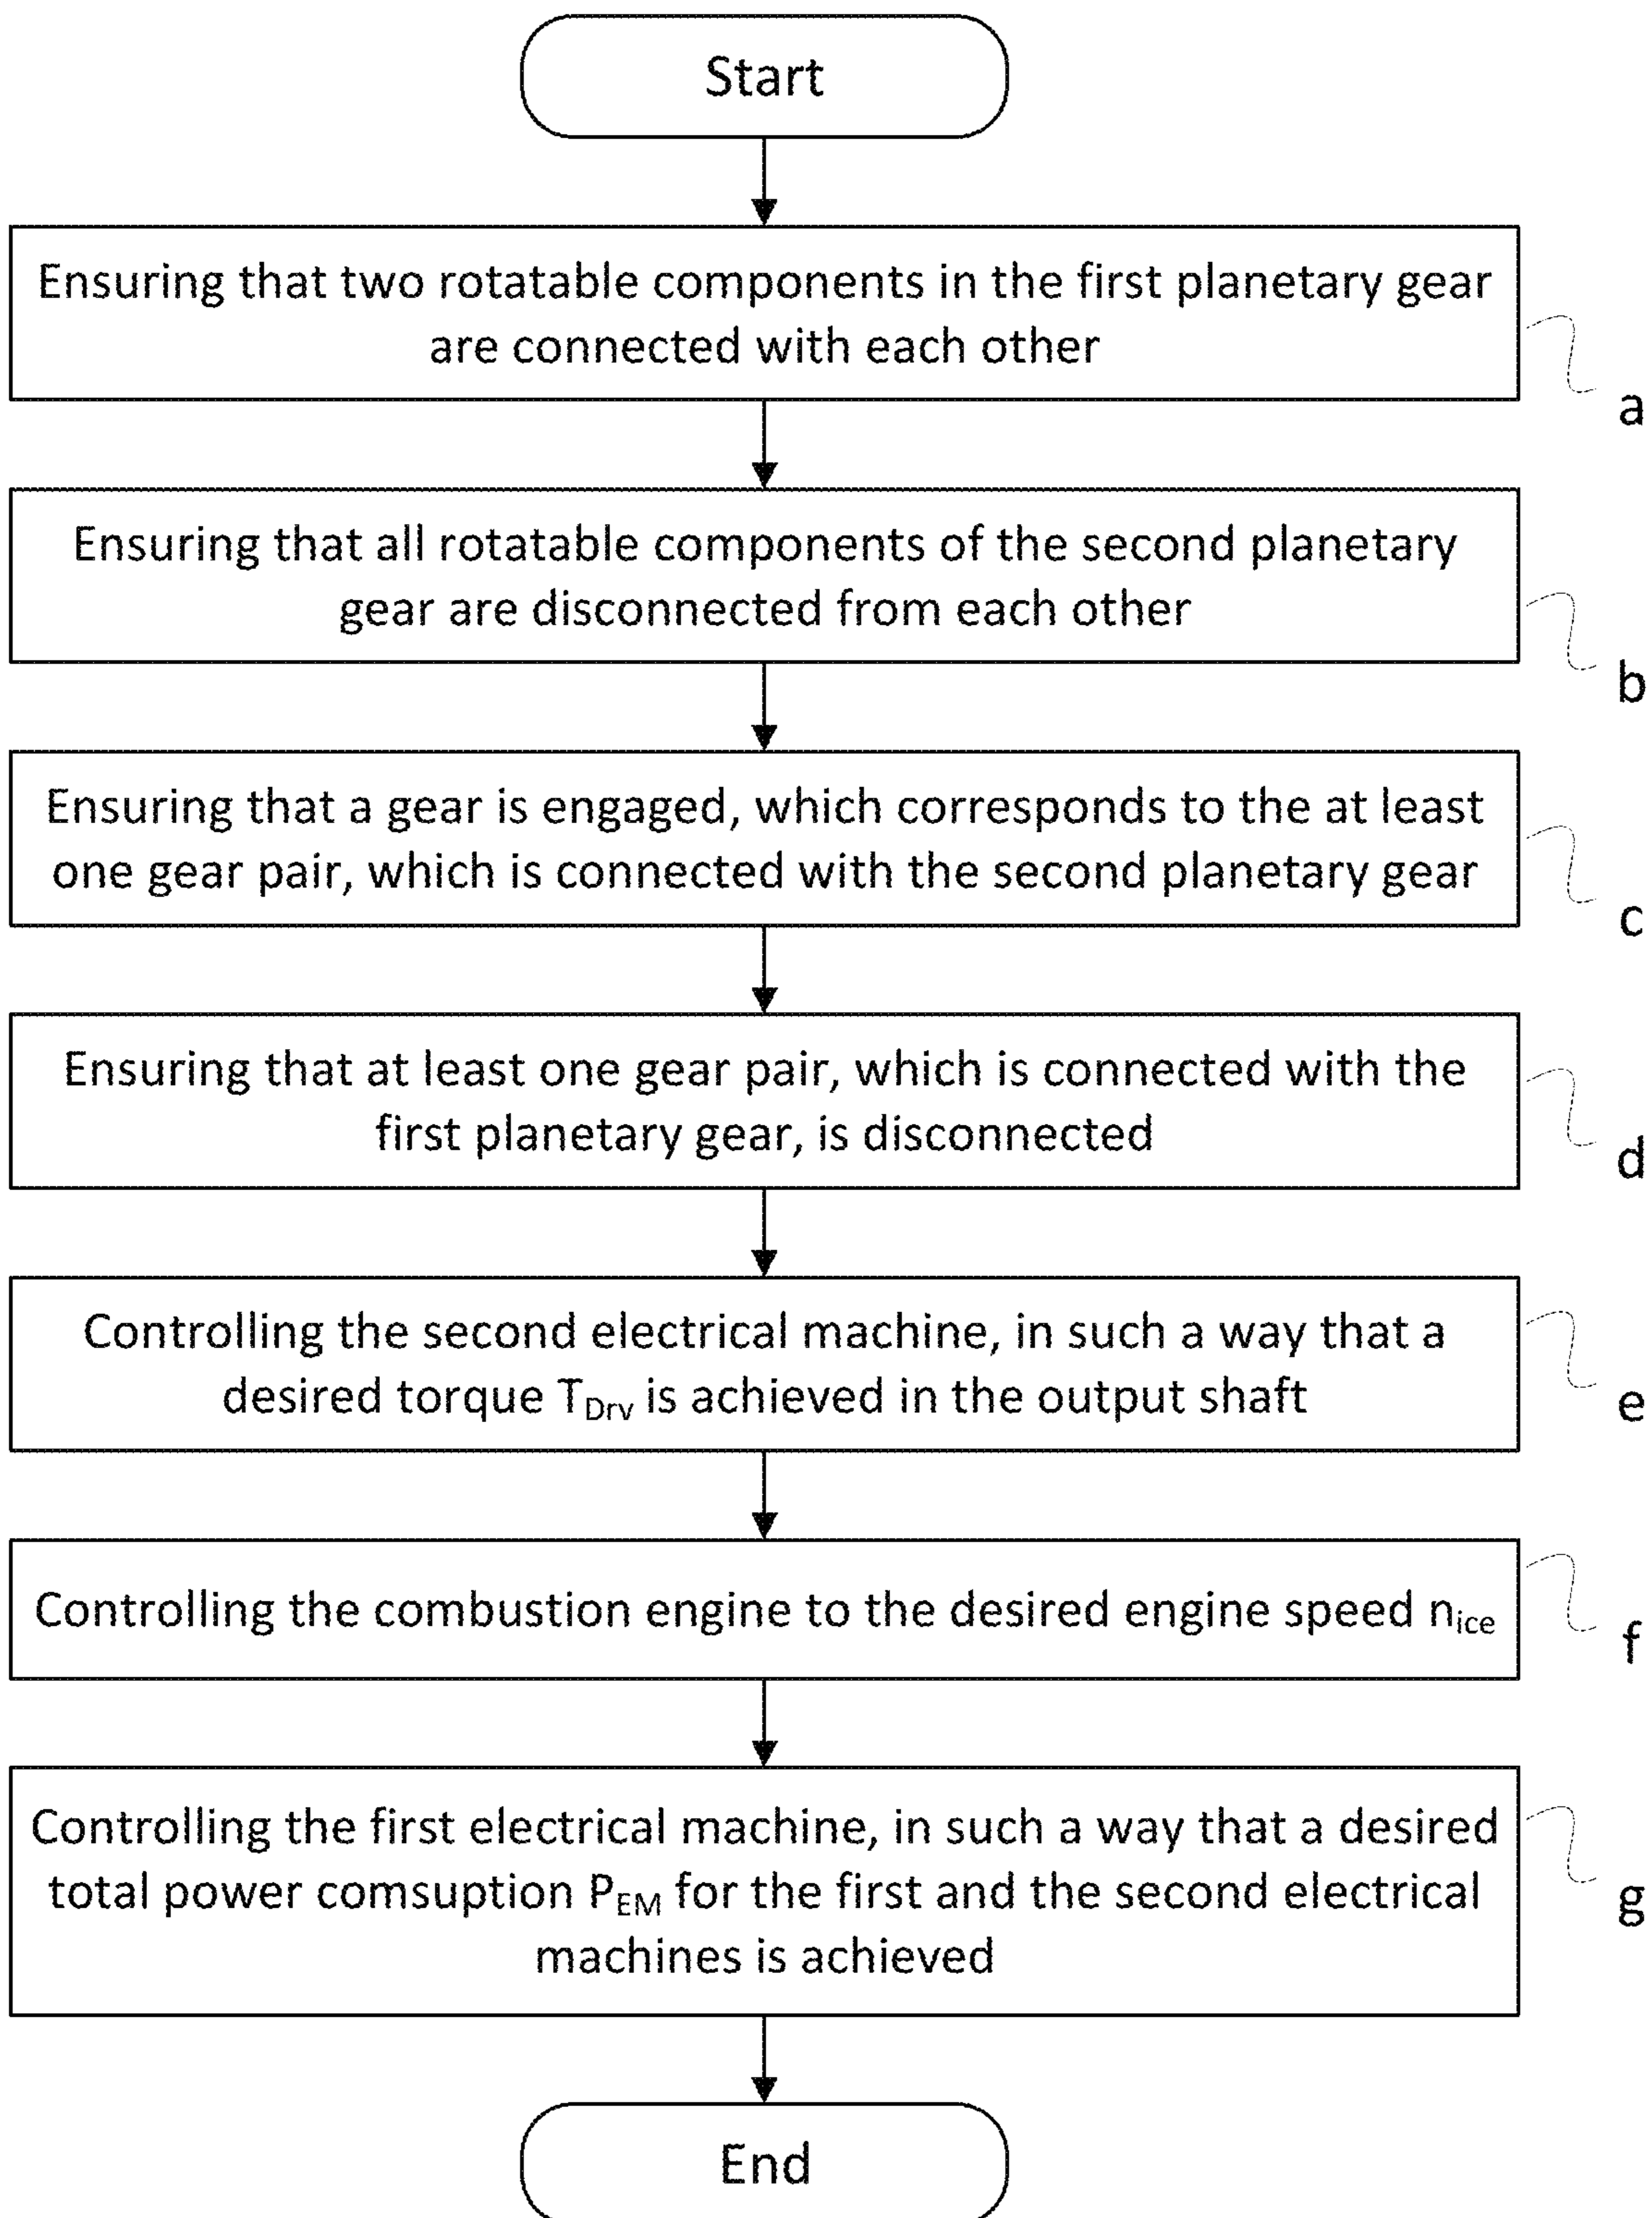 Start
Ensuring that two rotatable components in the first planetary gear
are connected with each other
a
Ensuring that all rotatable components of the second planetary
gear are disconnected from each other
b
Ensuring that a gear is engaged, which corresponds to the at least
one gear pair, which is connected with the second planetary gear
c
Ensuring that at least one gear pair, which is connected with the
first planetary gear, is disconnected
d
Controlling the second electrical machine, in such a way that a
desired torque T_Drv is achieved in the output shaft
e
Controlling the combustion engine to the desired engine speed n_ice
f
Controlling the first electrical machine, in such a way that a desired
total power comsuption P_EM for the first and the second electrical
machines is achieved
g
End